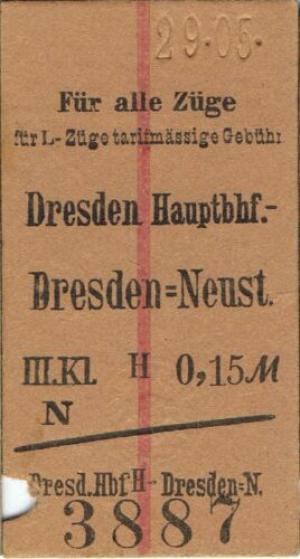 29.05.
Für alle Züge
für L-Züge tarifmässige Gebühr
Dresden Hauptbhf.-
Dresden=Neust.
III.Kl. H 0,15 M
N
Dresd.Hbf H - Dresden=N.
3887